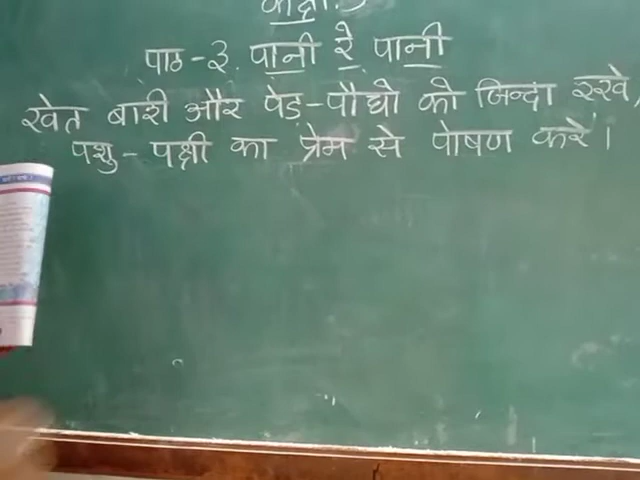 पाठ-३. पानी रे पानी
खेत बारी और पेड़-पौधो को जिन्दा रखे,
पशु-पक्षी का प्रेम से पोषण करें।